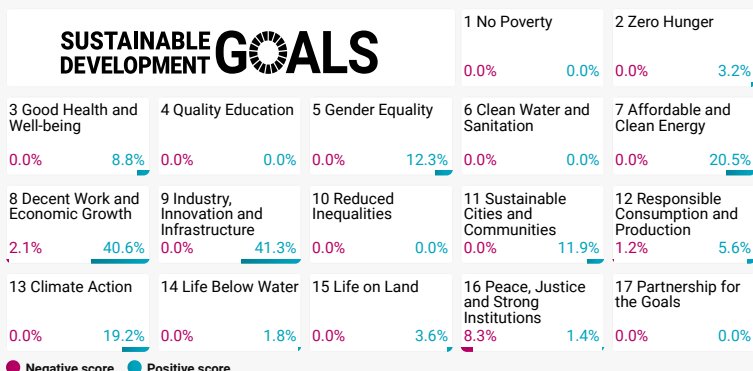 SUSTAINABLE
DEVELOPMENT
GOALS
1 No Poverty
0.0% 0.0%
2 Zero Hunger
0.0% 3.2%
3 Good Health and
Well-being
0.0% 8.8%
4 Quality Education
0.0% 0.0%
5 Gender Equality
0.0% 12.3%
6 Clean Water and
Sanitation
0.0% 0.0%
7 Affordable and
Clean Energy
0.0% 20.5%
8 Decent Work and
Economic Growth
2.1% 40.6%
9 Industry,
Innovation and
Infrastructure
0.0% 41.3%
10 Reduced
Inequalities
0.0% 0.0%
11 Sustainable
Cities and
Communities
0.0% 11.9%
12 Responsible
Consumption and
Production
1.2% 5.6%
13 Climate Action
0.0% 19.2%
14 Life Below Water
0.0% 1.8%
15 Life on Land
0.0% 3.6%
16 Peace, Justice
and Strong
Institutions
8.3% 1.4%
17 Partnership for
the Goals
0.0% 0.0%
Negative score Positive score